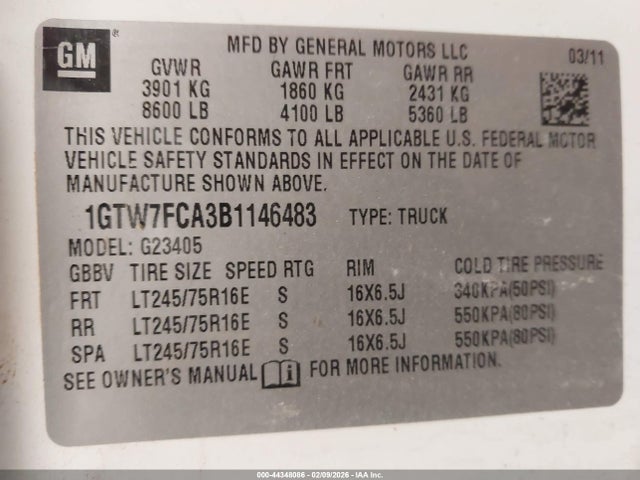 GM
MFD BY GENERAL MOTORS LLC
03/11
GVWR GAWR FRT GAWR RR
3901 KG 1860 KG 2431 KG
8600 LB 4100 LB 5360 LB
THIS VEHICLE CONFORMS TO ALL APPLICABLE U.S. FEDERAL MOTOR
VEHICLE SAFETY STANDARDS IN EFFECT ON THE DATE OF
MANUFACTURE SHOWN ABOVE.
1GTW7FCA3B1146483 TYPE: TRUCK
MODEL: G23405
GBBV TIRE SIZE SPEED RTG RIM COLD TIRE PRESSURE
FRT LT245/75R16E S 16X6.5J 340KPA(50PSI)
RR LT245/75R16E S 16X6.5J 550KPA(80PSI)
SPA LT245/75R16E S 16X6.5J 550KPA(80PSI)
SEE OWNER'S MANUAL i FOR MORE INFORMATION.
000-44348086 - 02/09/2026 - IAA Inc.